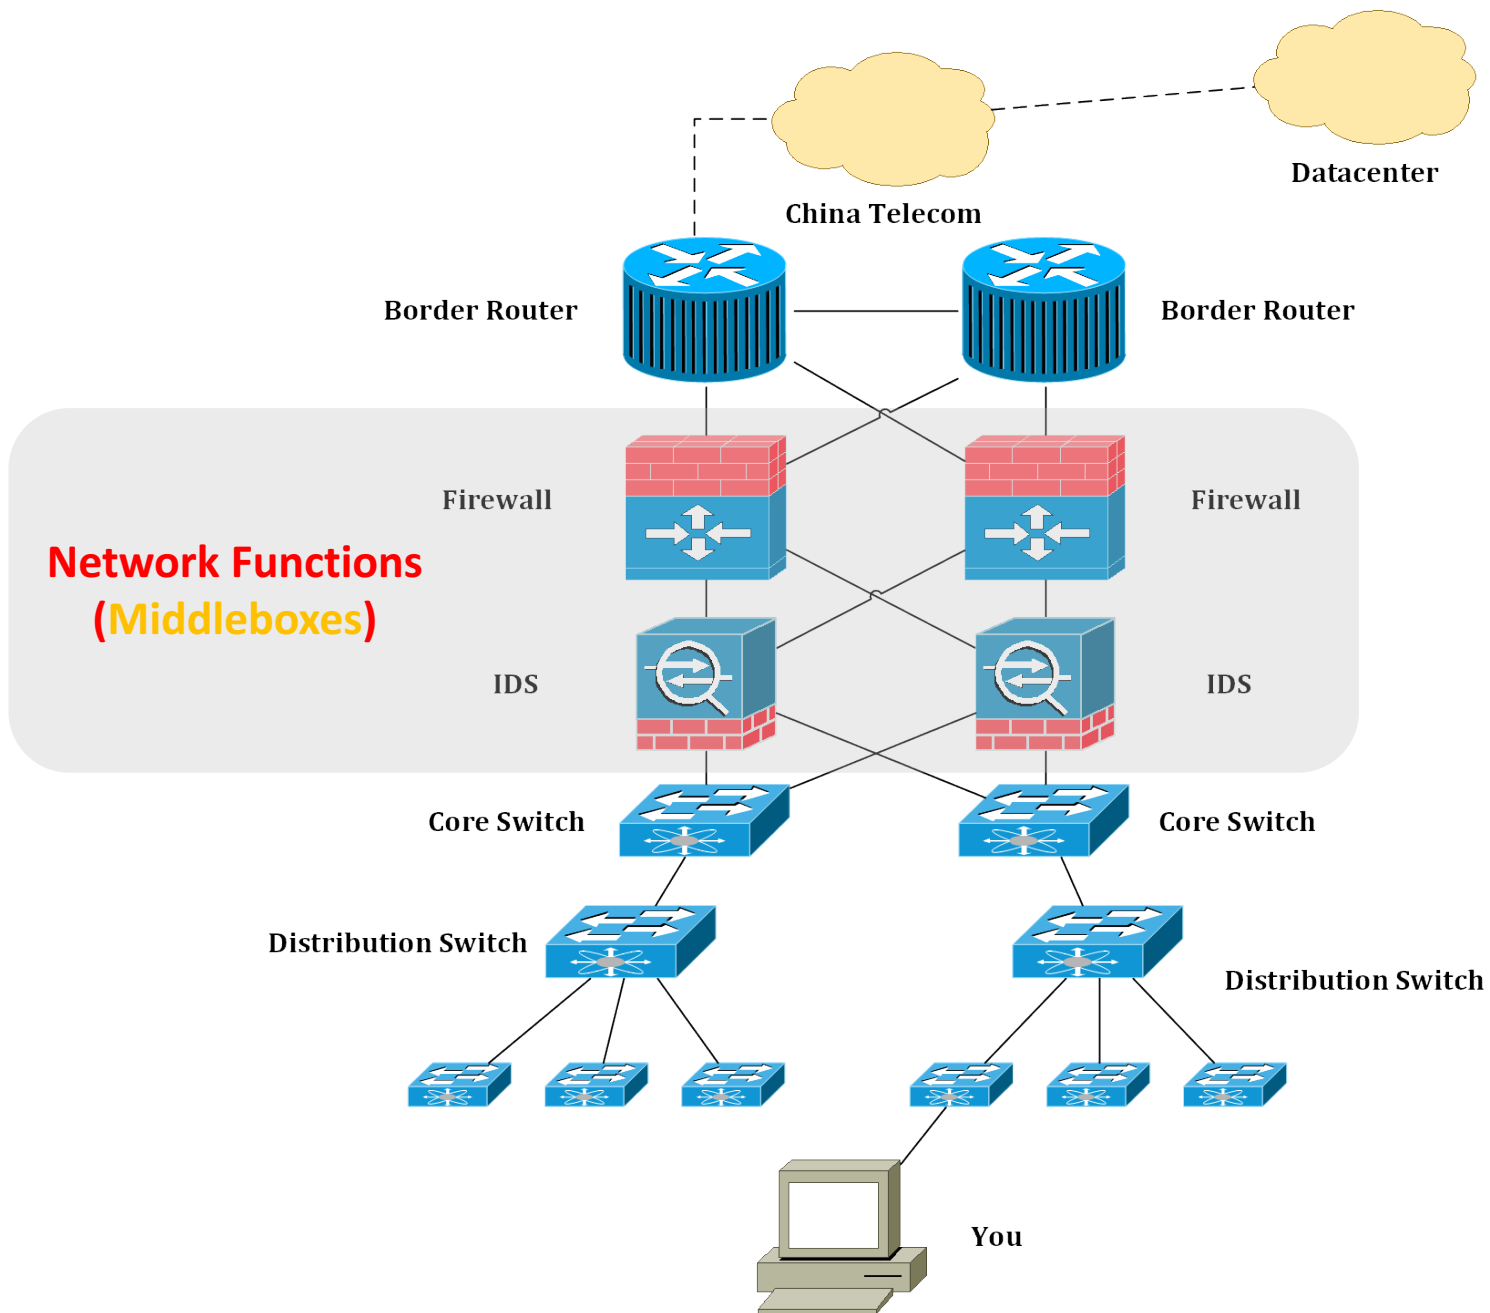 Datacenter
China Telecom
Border Router
Border Router
Firewall
Firewall
Network Functions
(Middleboxes)
IDS
IDS
Core Switch
Core Switch
Distribution Switch
Distribution Switch
You